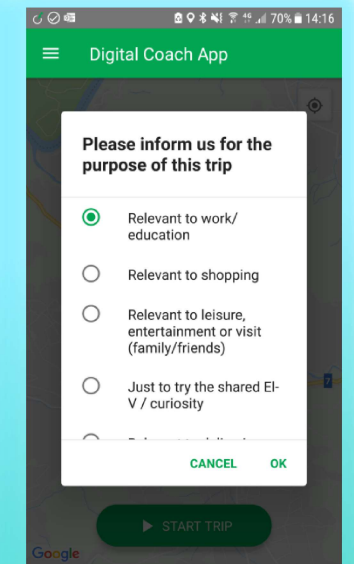 4G 70% 14:16
Digital Coach App
Please inform us for the
purpose of this trip
Relevant to work/
education
Relevant to shopping
Relevant to leisure,
entertainment or visit
(family/friends)
Just to try the shared El-
V / curiosity
CANCEL OK
7
START TRIP
Google